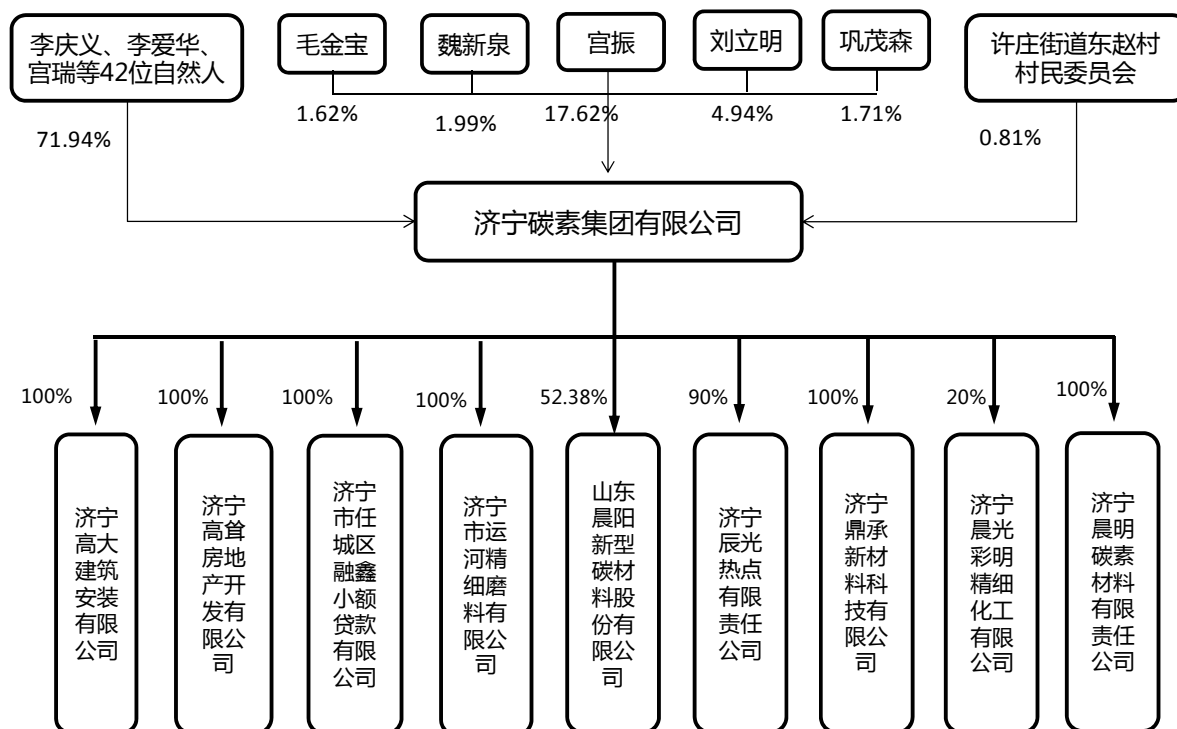 李庆义、李爱华、
宫瑞等42位自然人
毛金宝
魏新泉
宫振
刘立明
巩茂森
许庄街道东赵村
村民委员会
71.94%
1.62%
1.99%
17.62%
4.94%
1.71%
0.81%
济宁碳素集团有限公司
100%
100%
100%
100%
52.38%
90%
100%
20%
100%
济宁
高大
建筑
安装
有限
公司
济宁
高耸
房地
产开
发有
限公
司
济宁
市任
城区
融鑫
小额
贷款
有限
公司
济宁
市运
河精
细磨
料有
限公
司
山东
晨阳
新型
碳材
料股
份有
限公
司
济宁
辰光
热点
有限
责任
公司
济宁
鼎承
新材
料科
技有
限公
司
济宁
晨光
彩明
精细
化工
有限
公司
济宁
晨明
碳素
材料
有限
责任
公司